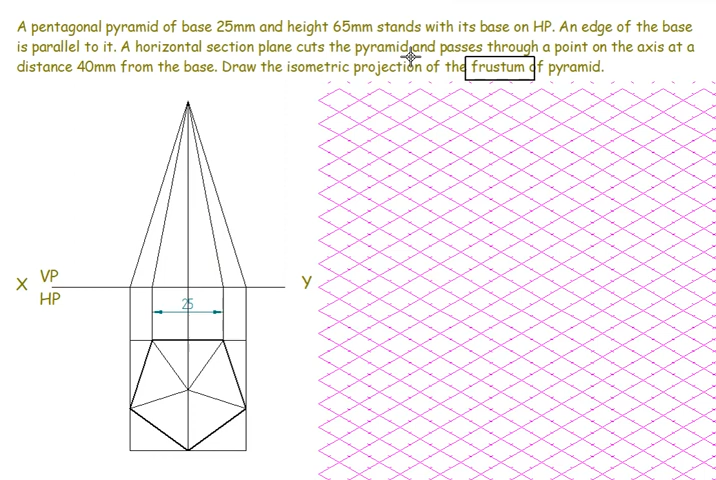 A pentagonal pyramid of base 25mm and height 65mm stands with its base on HP. An edge of the base
is parallel to it. A horizontal section plane cuts the pyramid and passes through a point on the axis at a
distance 40mm from the base. Draw the isometric projection of the frustum of pyramid.
X VP Y
HP
25